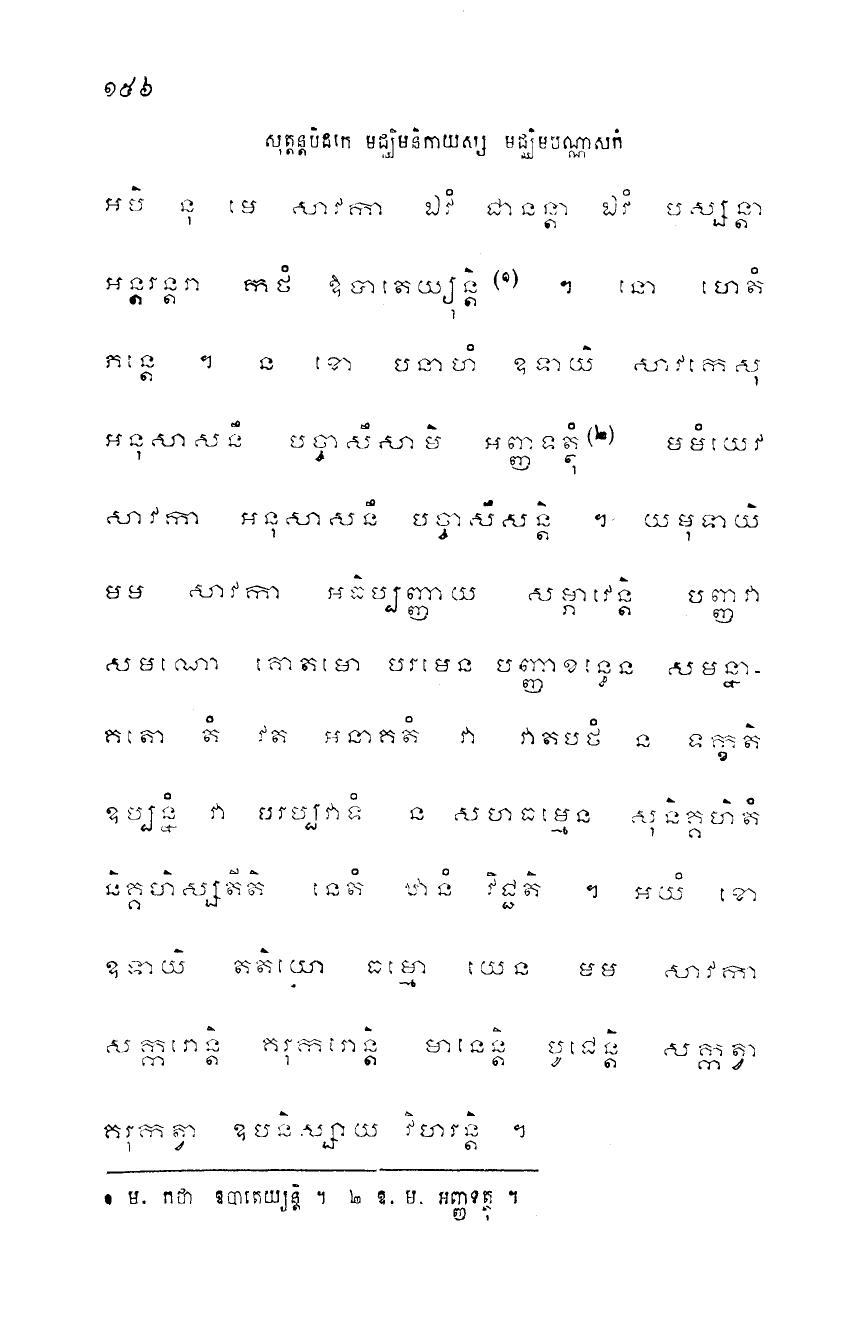 ១៥៦
សុត្តន្តបិដកេ មជ្ឈិមនិកាយស្ស មជ្ឈិមបណ្ណាសកំ
អបិ នុ មេ សាវកា ឯវំ ជានន្តា ឯវំ បស្សន្តា
អន្តរន្តរា កថំ ឱបាតេយ្យុន្តិ (១) ។ នោ ហេតំ
ភន្តេ ។ ន ខោ បនាហំ ឧទាយិ សាវកេសុ
អនុសាសនឹ បច្ចាសឹសាមិ អញ្ញទត្ថុំ (២) មមំយេវ
សាវកា អនុសាសនឹ បច្ចាសឹសន្តិ ។ យមុទាយិ
មម សាវកា អធិប្បញ្ញាយ សម្ភាវេន្តិ បញ្ញវា
សមណោ គោតមោ បរមេន បញ្ញាខន្ធេន សមន្នា-
គតោ តំ វត អនាគតំ វា វាតបថំ ន ទក្ខតិ
ឧប្បន្នំ វា បរប្បវាទំ ន សហធម្មេន សុនិគ្គហិតំ
និគ្គហិស្សតីតិ នេតំ ឋានំ វិជ្ជតិ ។ អយំ ខោ
ឧទាយិ តតិយោ ធម្មោ យេន មម សាវកា
សក្ករោន្តិ គរុករោន្តិ មានេន្តិ បូជេន្តិ សក្កត្វា
គរុកត្វា ឧបនិស្សាយ វិហរន្តិ ។
១ ម. កថា ឧបាតេយ្យុន្តិ ។ ២ ឱ. ម. អញ្ញទត្ថុ ។